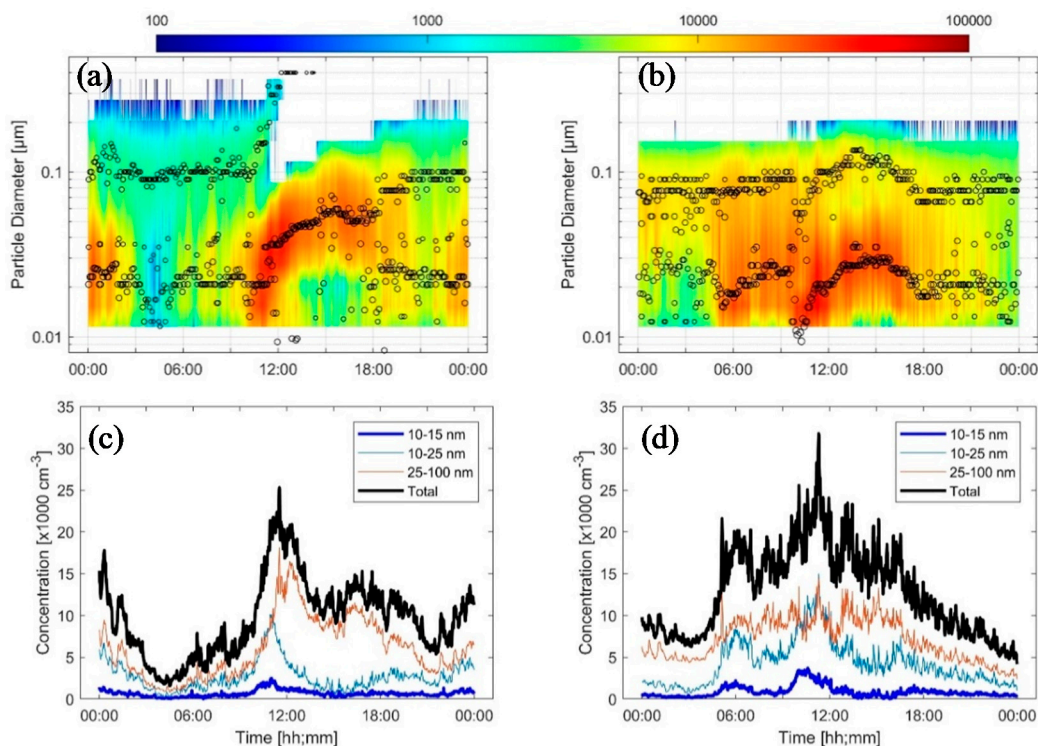 100 1000 10000 100000
(a) (b)
Particle Diameter [µm] Particle Diameter [µm]
0.1 0.1
0.01 0.01
00:00 06:00 12:00 18:00 00:00 00:00 06:00 12:00 18:00 00:00
(c) (d)
Concentration [x1000 cm⁻³] Concentration [x1000 cm⁻³]
35 35
30 30
25 25
20 20
15 15
10 10
5 5
0 0
10-15 nm 10-15 nm
10-25 nm 10-25 nm
25-100 nm 25-100 nm
Total Total
00:00 06:00 12:00 18:00 00:00 00:00 06:00 12:00 18:00 00:00
Time [hh;mm] Time [hh;mm]